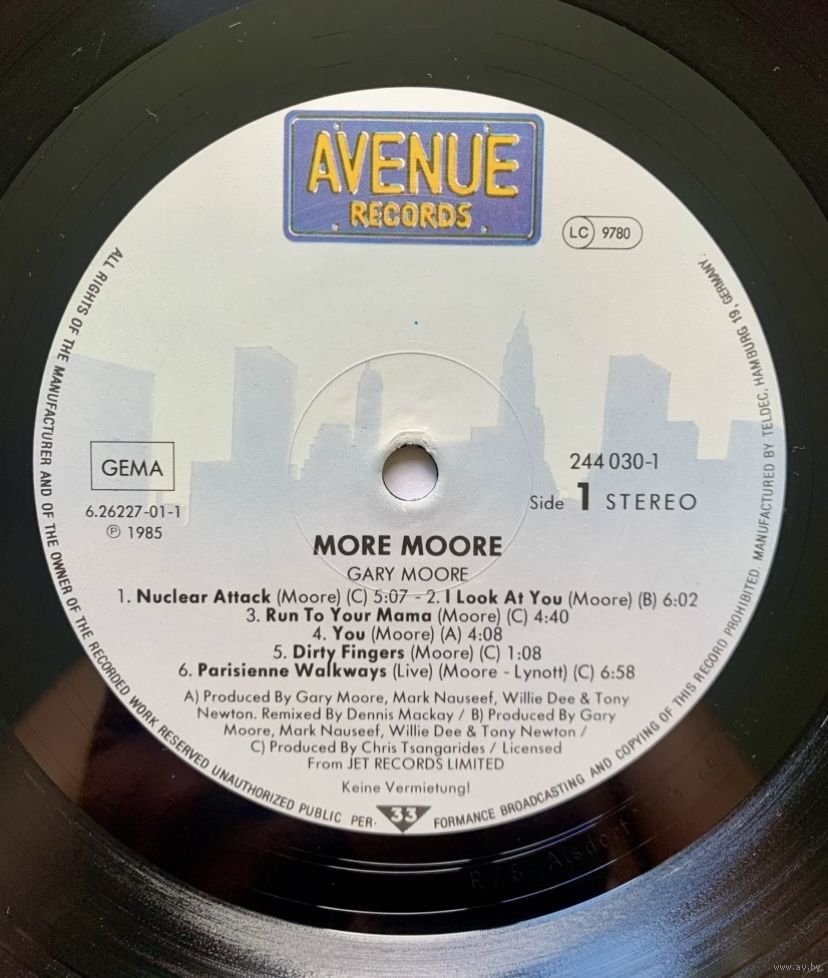 AVENUE
RECORDS
LC 9780
GEMA
6.26227-01-1
℗ 1985
244 030-1
Side 1 STEREO
MORE MOORE
GARY MOORE
1. Nuclear Attack (Moore) (C) 5:07 - 2. I Look At You (Moore) (B) 6:02
3. Run To Your Mama (Moore) (C) 4:40
4. You (Moore) (A) 4:08
5. Dirty Fingers (Moore) (C) 1:08
6. Parisienne Walkways (Live) (Moore - Lynott) (C) 6:58
A) Produced By Gary Moore, Mark Nauseef, Willie Dee & Tony
Newton. Remixed By Dennis Mackay / B) Produced By Gary
Moore, Mark Nauseef, Willie Dee & Tony Newton /
C) Produced By Chris Tsangarides / Licensed
From JET RECORDS LIMITED
Keine Vermietung!
33
ALL RIGHTS OF THE MANUFACTURER AND OF THE OWNER OF THE RECORDED WORK RESERVED UNAUTHORIZED PUBLIC PER- FORMANCE BROADCASTING AND COPYING OF THIS RECORD PROHIBITED. MANUFACTURED BY TELDEC, HAMBURG 19, GERMANY.
R/S Alsdorf
www.ay.by